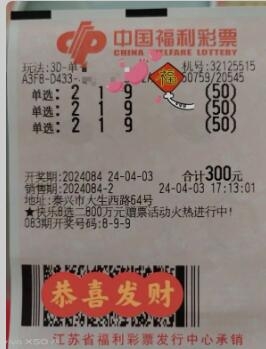 中国福利彩票
CHINA WELFARE LOTTERY
玩法:3D-单 机号:32125515
A3F8-D433- 50759/20545
福
单选: 2 1 9 (50)
单选: 2 1 9 (50)
单选: 2 1 9 (50)
开奖期:2024084 24-04-03 合计300元
销售期:2024084-2 24-04-03 17:13:01
地址:泰兴市大生西路64号
★快乐8选二800万元赠票活动火热进行中!
083期开奖号码:8-9-9
恭喜发财
江苏省福利彩票发行中心承销
vivo X50